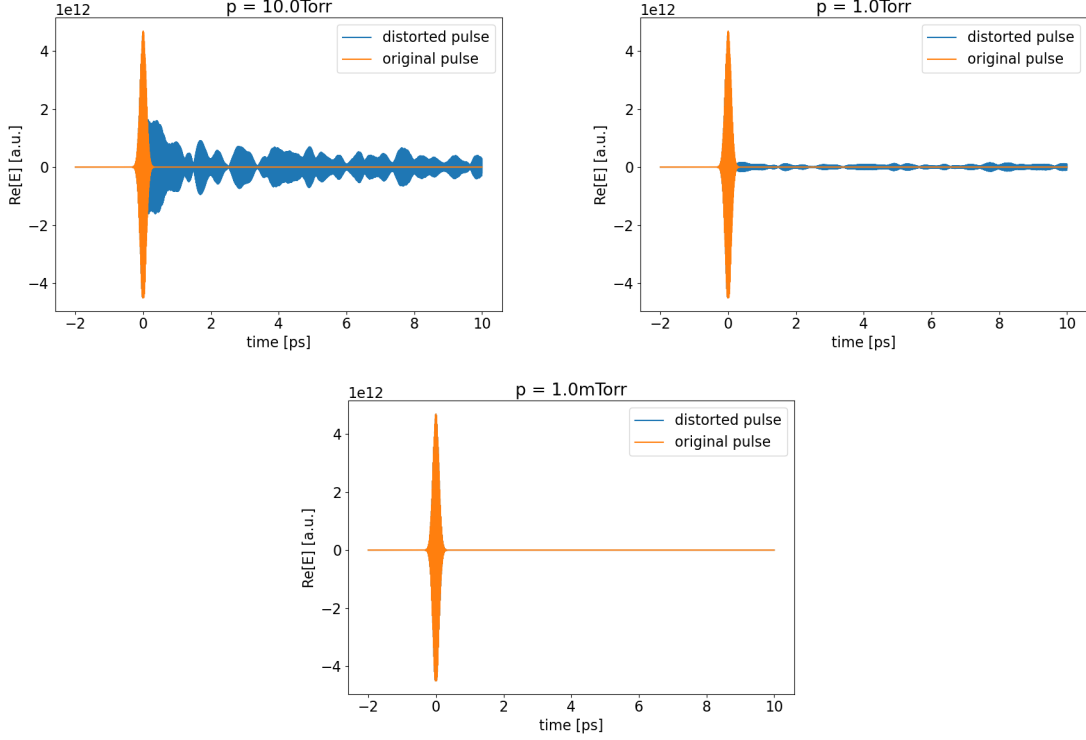 p = 10.0Torr
1e12
distorted pulse
original pulse
4
2
0
−2
−4
Re[E] [a.u.]
−2 0 2 4 6 8 10
time [ps]
p = 1.0Torr
1e12
distorted pulse
original pulse
4
2
0
−2
−4
Re[E] [a.u.]
−2 0 2 4 6 8 10
time [ps]
p = 1.0mTorr
1e12
distorted pulse
original pulse
4
2
0
−2
−4
Re[E] [a.u.]
−2 0 2 4 6 8 10
time [ps]